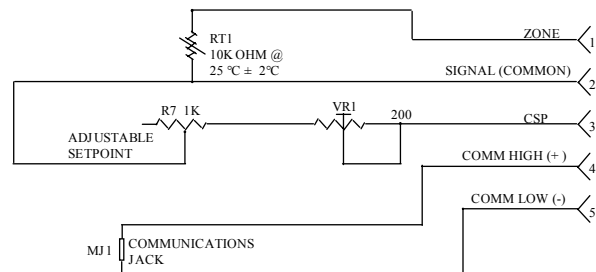 ZONE
1
RT1
10K OHM @
25 °C ± 2°C
SIGNAL (COMMON)
2
R7 1K
VR1
200
CSP
3
ADJUSTABLE
SETPOINT
COMM HIGH (+)
4
COMM LOW (-)
5
MJ1
COMMUNICATIONS
JACK